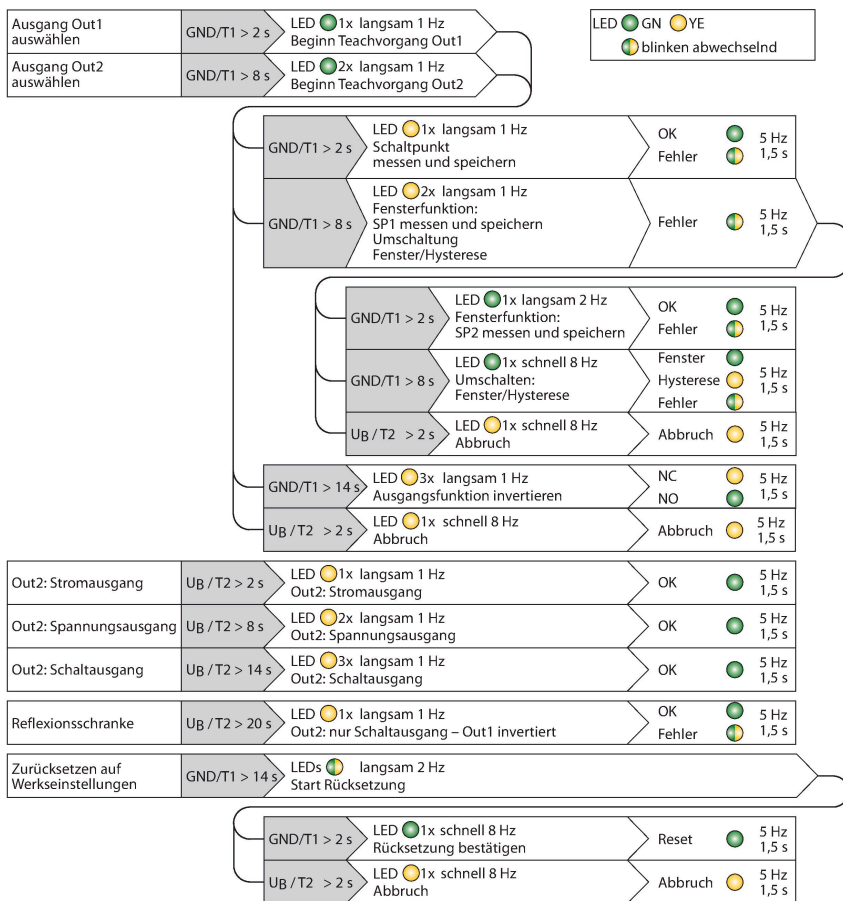 Ausgang Out1
auswählen
GND/T1 > 2 s
LED 1x langsam 1 Hz
Beginn Teachvorgang Out1
LED GN YE
blinken abwechselnd
Ausgang Out2
auswählen
GND/T1 > 8 s
LED 2x langsam 1 Hz
Beginn Teachvorgang Out2
GND/T1 > 2 s
LED 1x langsam 1 Hz
Schaltpunkt
messen und speichern
OK
Fehler
5 Hz
1,5 s
GND/T1 > 8 s
LED 2x langsam 1 Hz
Fensterfunktion:
SP1 messen und speichern
Umschaltung
Fenster/Hysterese
Fehler
5 Hz
1,5 s
GND/T1 > 2 s
LED 1x langsam 2 Hz
Fensterfunktion:
SP2 messen und speichern
OK
Fehler
5 Hz
1,5 s
GND/T1 > 8 s
LED 1x schnell 8 Hz
Umschalten:
Fenster/Hysterese
Fenster
Hysterese
Fehler
5 Hz
1,5 s
UB / T2 > 2 s
LED 1x schnell 8 Hz
Abbruch
Abbruch
5 Hz
1,5 s
GND/T1 > 14 s
LED 3x langsam 1 Hz
Ausgangsfunktion invertieren
NC
NO
5 Hz
1,5 s
UB / T2 > 2 s
LED 1x schnell 8 Hz
Abbruch
Abbruch
5 Hz
1,5 s
Out2: Stromausgang
UB / T2 > 2 s
LED 1x langsam 1 Hz
Out2: Stromausgang
OK
5 Hz
1,5 s
Out2: Spannungsausgang
UB / T2 > 8 s
LED 2x langsam 1 Hz
Out2: Spannungsausgang
OK
5 Hz
1,5 s
Out2: Schaltausgang
UB / T2 > 14 s
LED 3x langsam 1 Hz
Out2: Schaltausgang
OK
5 Hz
1,5 s
Reflexionsschranke
UB / T2 > 20 s
LED 1x langsam 1 Hz
Out2: nur Schaltausgang – Out1 invertiert
OK
Fehler
5 Hz
1,5 s
Zurücksetzen auf
Werkseinstellungen
GND/T1 > 14 s
LEDs langsam 2 Hz
Start Rücksetzung
GND/T1 > 2 s
LED 1x schnell 8 Hz
Rücksetzung bestätigen
Reset
5 Hz
1,5 s
UB / T2 > 2 s
LED 1x schnell 8 Hz
Abbruch
Abbruch
5 Hz
1,5 s